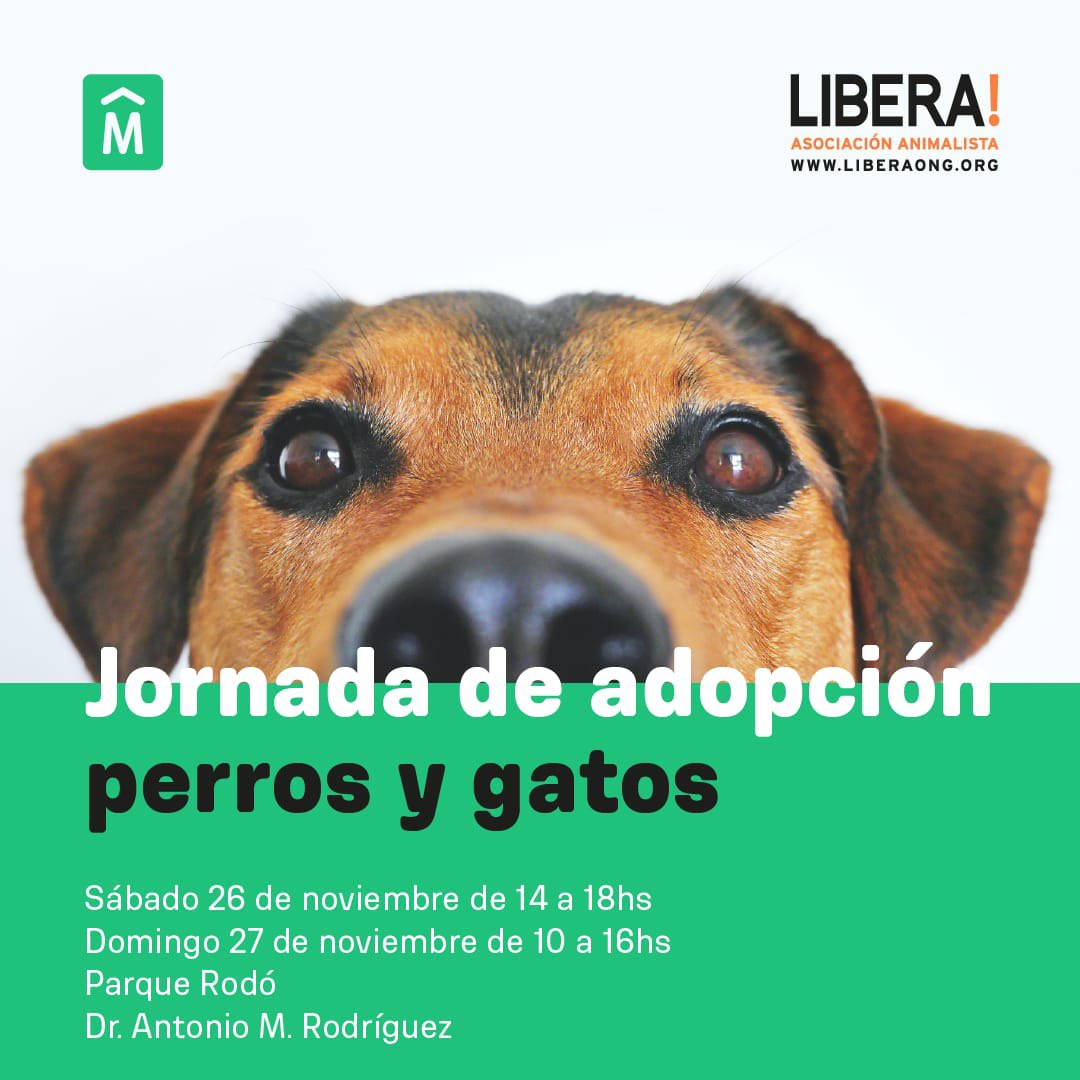 M
LIBERA!
ASOCIACIÓN ANIMALISTA
WWW.LIBERAONG.ORG
Jornada de adopción
perros y gatos
Sábado 26 de noviembre de 14 a 18hs
Domingo 27 de noviembre de 10 a 16hs
Parque Rodó
Dr. Antonio M. Rodríguez